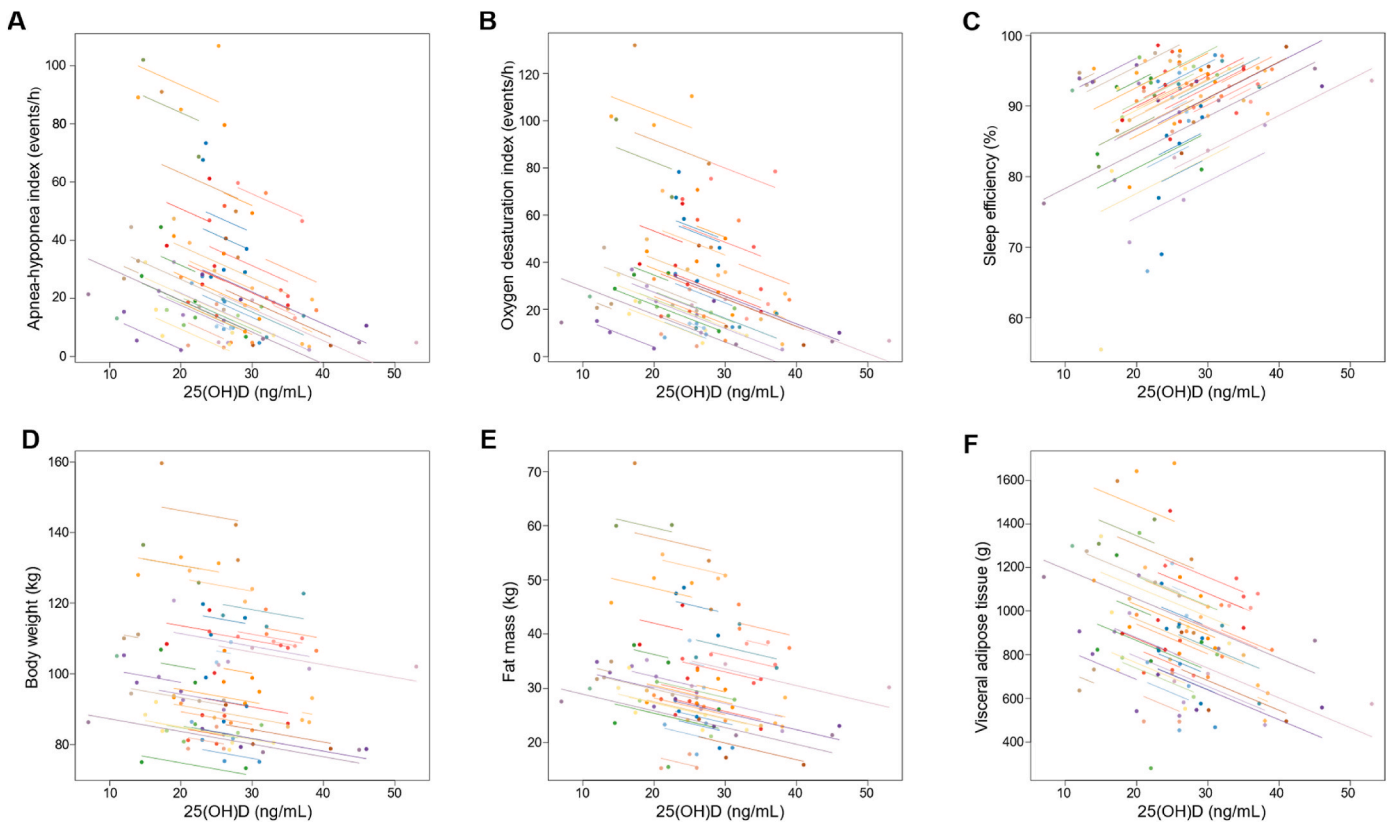 A
B
C
Apnea-hypopnea index (events/h)
100
80
60
40
20
0
10 20 30 40 50
25(OH)D (ng/mL)
Oxygen desaturation index (events/h)
120
100
80
60
40
20
0
10 20 30 40 50
25(OH)D (ng/mL)
Sleep efficiency (%)
100
90
80
70
60
10 20 30 40 50
25(OH)D (ng/mL)
D
E
F
Body weight (kg)
160
140
120
100
80
10 20 30 40 50
25(OH)D (ng/mL)
Fat mass (kg)
70
60
50
40
30
20
10 20 30 40 50
25(OH)D (ng/mL)
Visceral adipose tissue (g)
1600
1400
1200
1000
800
600
400
10 20 30 40 50
25(OH)D (ng/mL)